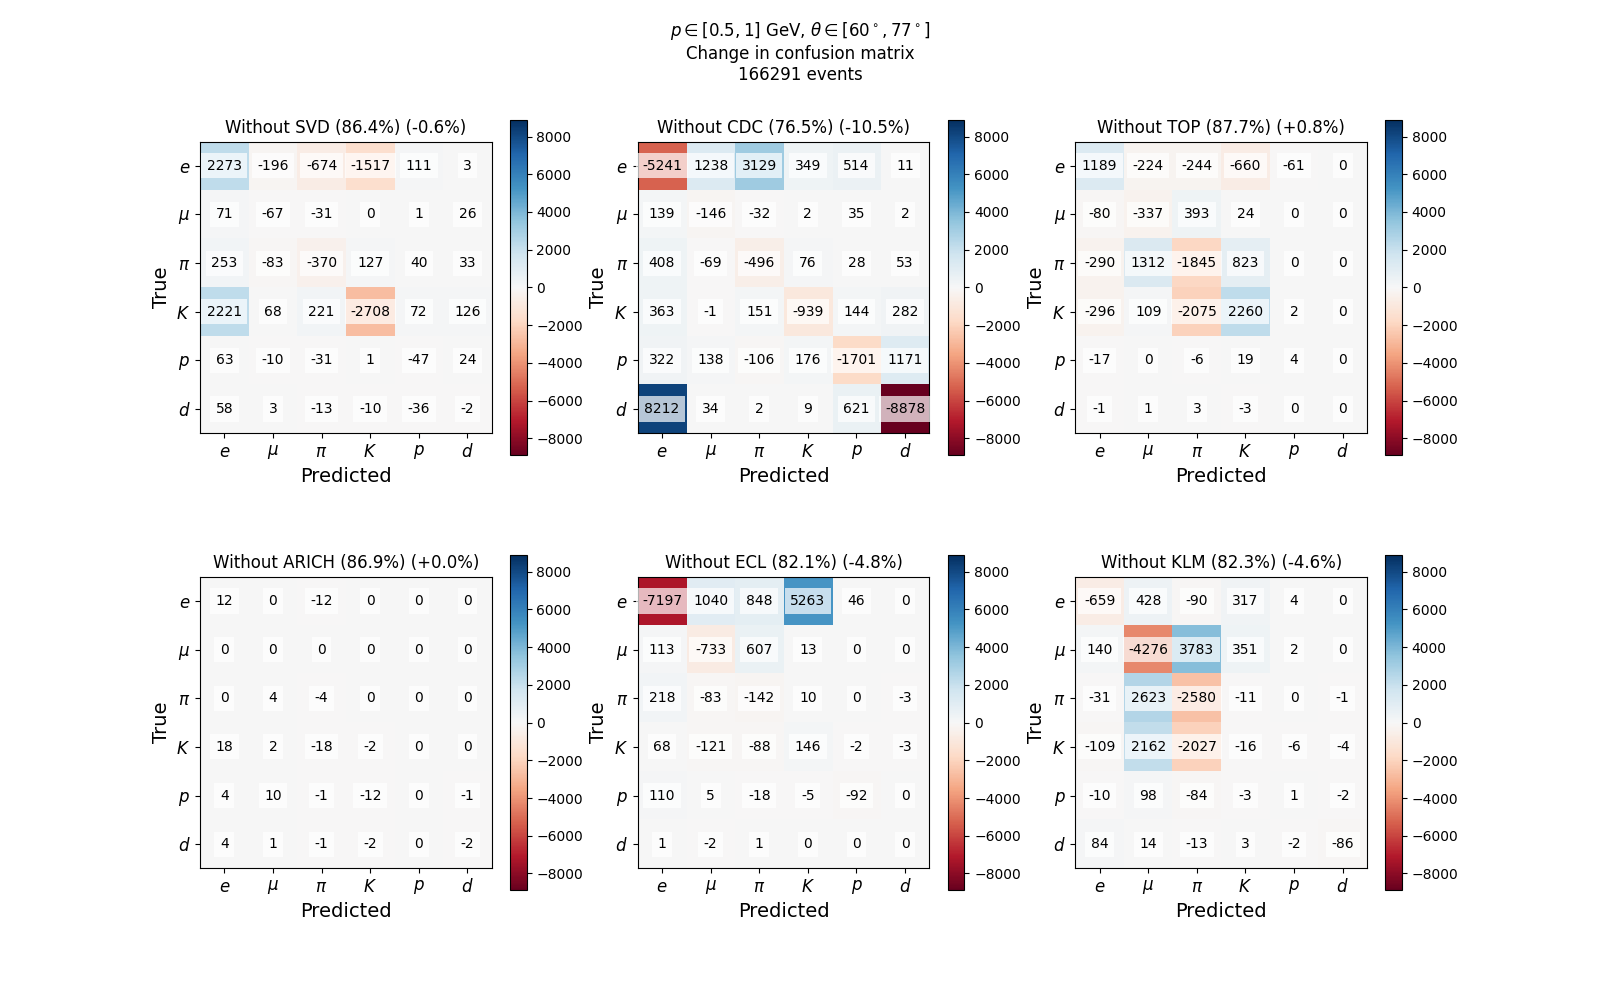 p ∈ [0.5, 1] GeV, θ ∈ [60°, 77°]
Change in confusion matrix
166291 events
Without SVD (86.4%) (-0.6%)
e 2273 -196 -674 -1517 111 3
μ 71 -67 -31 0 1 26
π 253 -83 -370 127 40 33
K 2221 68 221 -2708 72 126
p 63 -10 -31 1 -47 24
d 58 3 -13 -10 -36 -2
e μ π K p d
Predicted
True
8000
6000
4000
2000
0
−2000
−4000
−6000
−8000
Without CDC (76.5%) (-10.5%)
e -5241 1238 3129 349 514 11
μ 139 -146 -32 2 35 2
π 408 -69 -496 76 28 53
K 363 -1 151 -939 144 282
p 322 138 -106 176 -1701 1171
d 8212 34 2 9 621 -8878
e μ π K p d
Predicted
True
8000
6000
4000
2000
0
−2000
−4000
−6000
−8000
Without TOP (87.7%) (+0.8%)
e 1189 -224 -244 -660 -61 0
μ -80 -337 393 24 0 0
π -290 1312 -1845 823 0 0
K -296 109 -2075 2260 2 0
p -17 0 -6 19 4 0
d -1 1 3 -3 0 0
e μ π K p d
Predicted
True
8000
6000
4000
2000
0
−2000
−4000
−6000
−8000
Without ARICH (86.9%) (+0.0%)
e 12 0 -12 0 0 0
μ 0 0 0 0 0 0
π 0 4 -4 0 0 0
K 18 2 -18 -2 0 0
p 4 10 -1 -12 0 -1
d 4 1 -1 -2 0 -2
e μ π K p d
Predicted
True
8000
6000
4000
2000
0
−2000
−4000
−6000
−8000
Without ECL (82.1%) (-4.8%)
e -7197 1040 848 5263 46 0
μ 113 -733 607 13 0 0
π 218 -83 -142 10 0 -3
K 68 -121 -88 146 -2 -3
p 110 5 -18 -5 -92 0
d 1 -2 1 0 0 0
e μ π K p d
Predicted
True
8000
6000
4000
2000
0
−2000
−4000
−6000
−8000
Without KLM (82.3%) (-4.6%)
e -659 428 -90 317 4 0
μ 140 -4276 3783 351 2 0
π -31 2623 -2580 -11 0 -1
K -109 2162 -2027 -16 -6 -4
p -10 98 -84 -3 1 -2
d 84 14 -13 3 -2 -86
e μ π K p d
Predicted
True
8000
6000
4000
2000
0
−2000
−4000
−6000
−8000